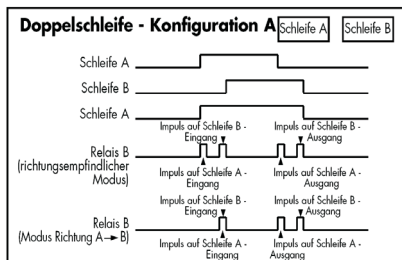 Doppelschleife - Konfiguration A
Schleife A
Schleife B
Schleife A
Schleife B
Schleife A
Impuls auf Schleife B -
Eingang
Impuls auf Schleife B -
Ausgang
Relais B
(richtungsempfindlicher
Modus)
Impuls auf Schleife A -
Eingang
Impuls auf Schleife A -
Ausgang
Impuls auf Schleife B -
Eingang
Impuls auf Schleife B -
Ausgang
Relais B
(Modus Richtung A→B)
Impuls auf Schleife A -
Eingang
Impuls auf Schleife A -
Ausgang